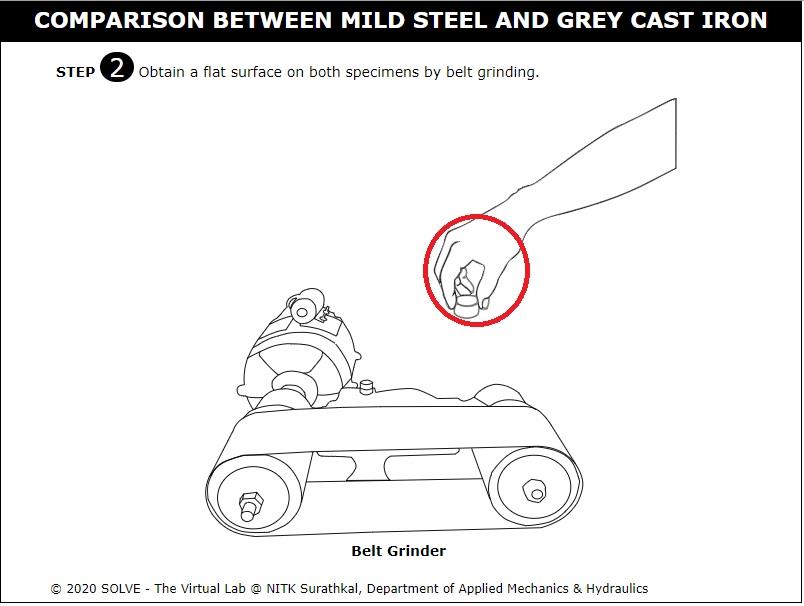 COMPARISON BETWEEN MILD STEEL AND GREY CAST IRON
STEP 2 Obtain a flat surface on both specimens by belt grinding.
Belt Grinder
© 2020 SOLVE - The Virtual Lab @ NITK Surathkal, Department of Applied Mechanics & Hydraulics